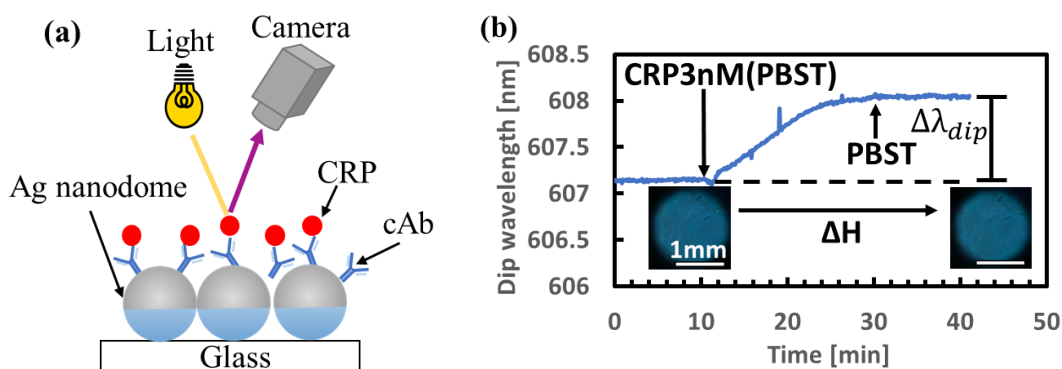 (a)
Light
Camera
Ag nanodome
CRP
cAb
Glass
(b)
Dip wavelength [nm]
608.5
608
607.5
607
606.5
606
CRP3nM(PBST)
PBST
Δλdip
ΔH
1mm
0
10
20
30
40
50
Time [min]